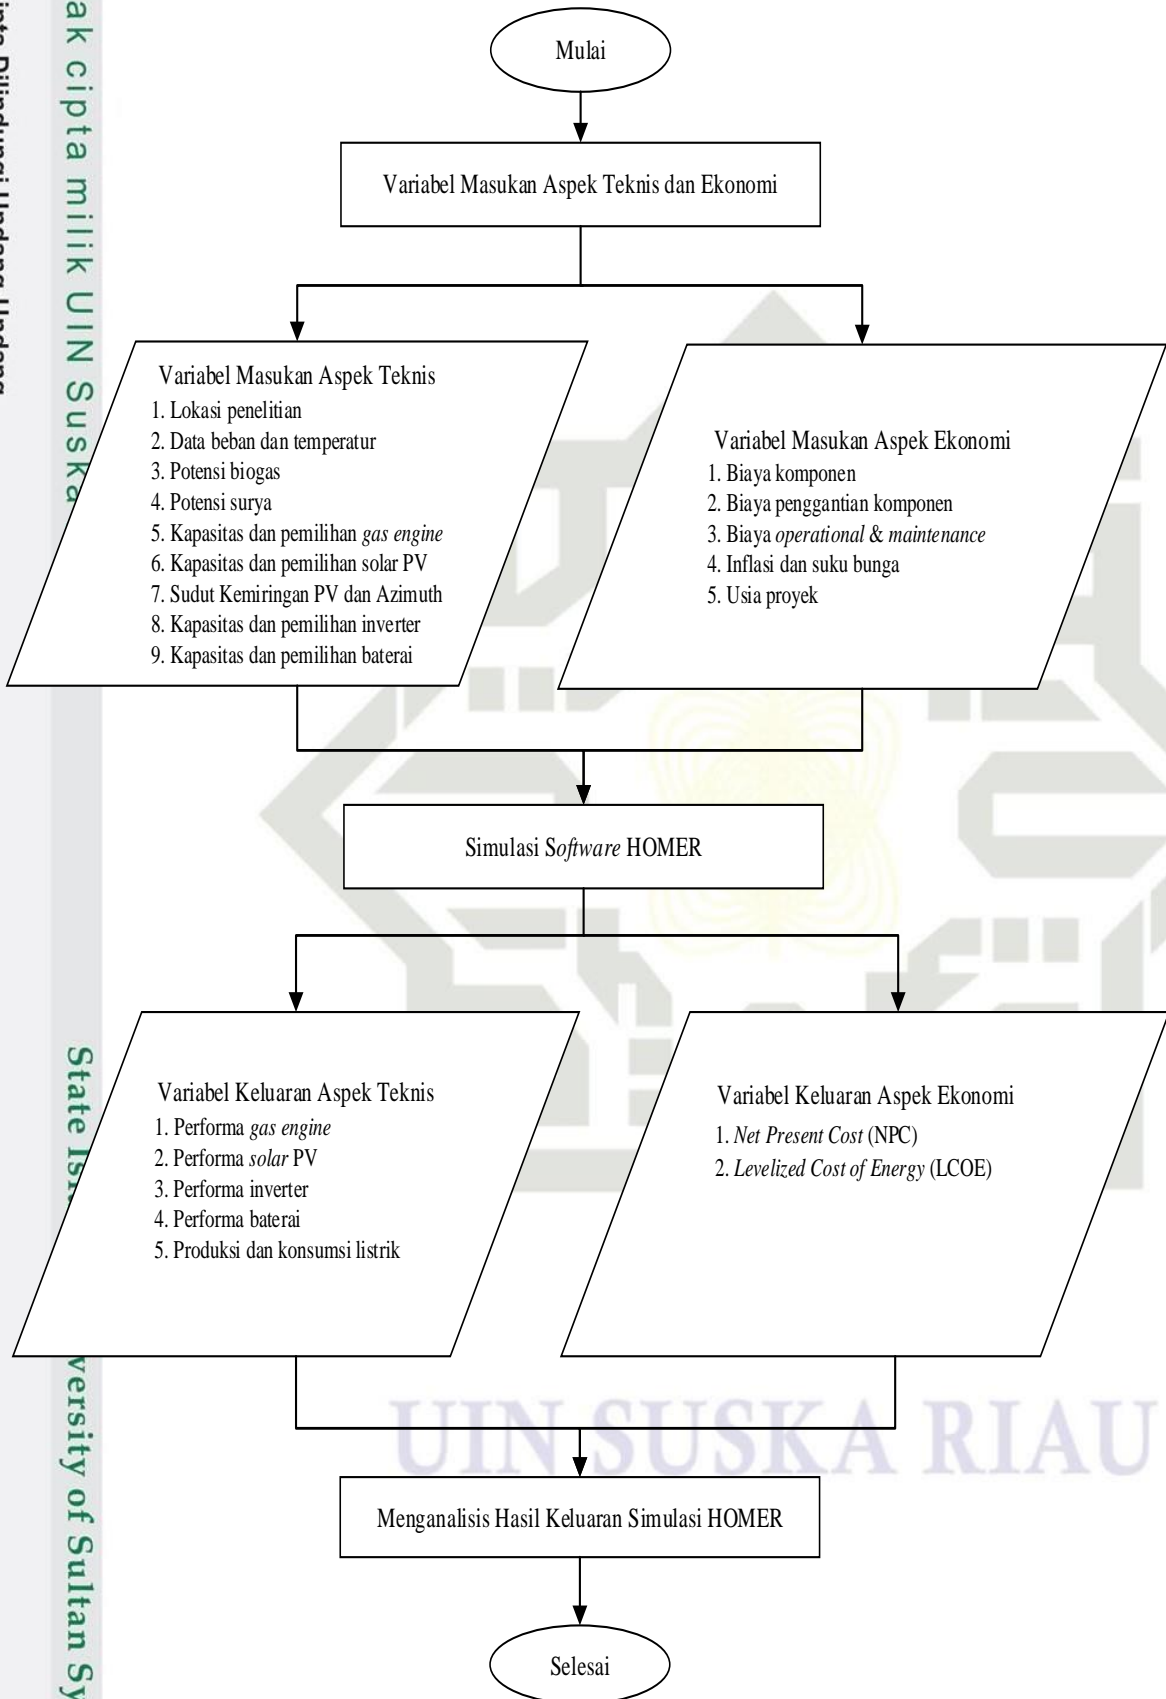 Mulai
Variabel Masukan Aspek Teknis dan Ekonomi
Variabel Masukan Aspek Teknis
1. Lokasi penelitian
2. Data beban dan temperatur
3. Potensi biogas
4. Potensi surya
5. Kapasitas dan pemilihan gas engine
6. Kapasitas dan pemilihan solar PV
7. Sudut Kemiringan PV dan Azimuth
8. Kapasitas dan pemilihan inverter
9. Kapasitas dan pemilihan baterai
Variabel Masukan Aspek Ekonomi
1. Biaya komponen
2. Biaya penggantian komponen
3. Biaya operational & maintenance
4. Inflasi dan suku bunga
5. Usia proyek
Simulasi Software HOMER
Variabel Keluaran Aspek Teknis
1. Performa gas engine
2. Performa solar PV
3. Performa inverter
4. Performa baterai
5. Produksi dan konsumsi listrik
Variabel Keluaran Aspek Ekonomi
1. Net Present Cost (NPC)
2. Levelized Cost of Energy (LCOE)
Menganalisis Hasil Keluaran Simulasi HOMER
Selesai
UIN SUSKA RIAU
ak cipta milik UIN Suska
Dilindungi Undang-Undang
State Is
versity of Sultan Sy